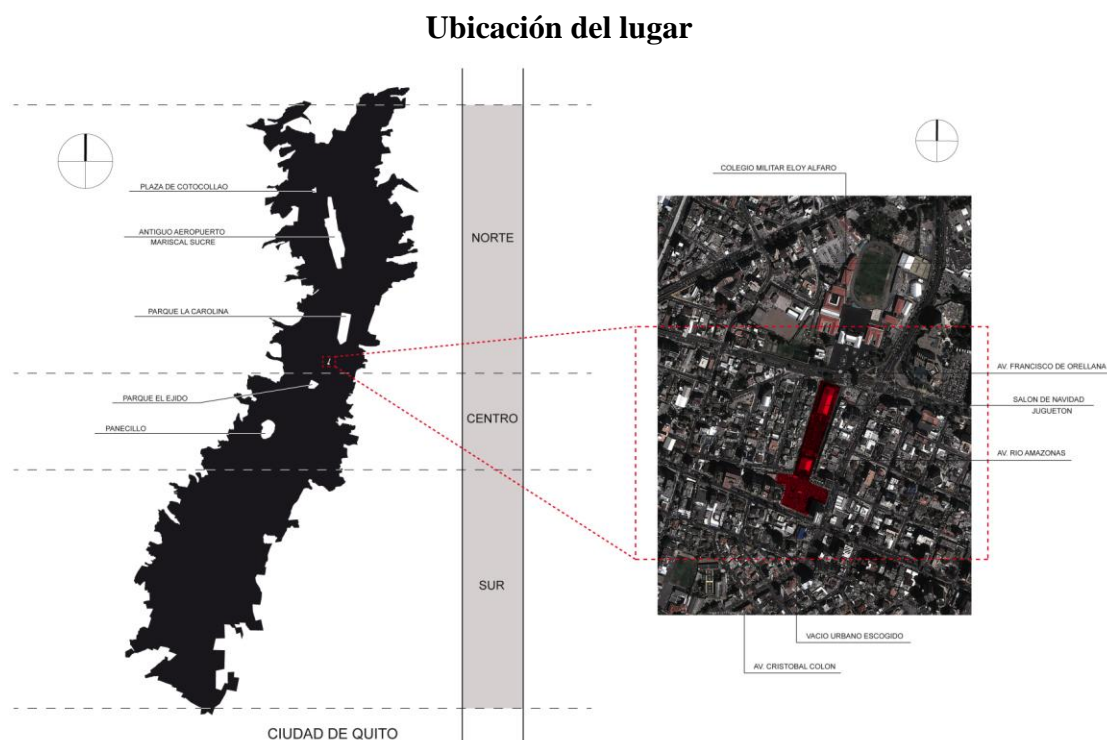 Ubicación del lugar
PLAZA DE COTOCOLLAO
ANTIGUO AEROPUERTO
MARISCAL SUCRE
PARQUE LA CAROLINA
PARQUE EL EJIDO
PANECILLO
NORTE
CENTRO
SUR
CIUDAD DE QUITO
COLEGIO MILITAR ELOY ALFARO
AV. FRANCISCO DE ORELLANA
SALON DE NAVIDAD
JUGUETON
AV. RIO AMAZONAS
VACIO URBANO ESCOGIDO
AV. CRISTOBAL COLON